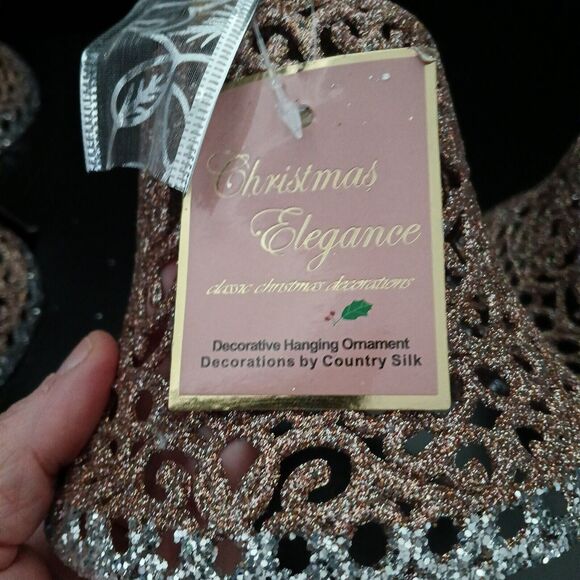 Christmas
Elegance
classic christmas decorations
Decorative Hanging Ornament
Decorations by Country Silk